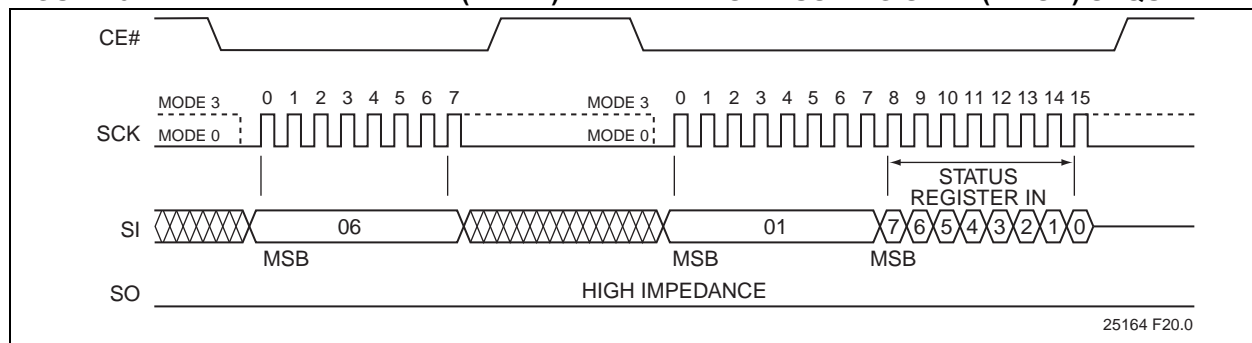 CE#
MODE 3 0 1 2 3 4 5 6 7 MODE 3 0 1 2 3 4 5 6 7 8 9 10 11 12 13 14 15
SCK MODE 0 MODE 0
STATUS
REGISTER IN
SI 06 01 7 6 5 4 3 2 1 0
MSB MSB MSB
SO HIGH IMPEDANCE
25164 F20.0